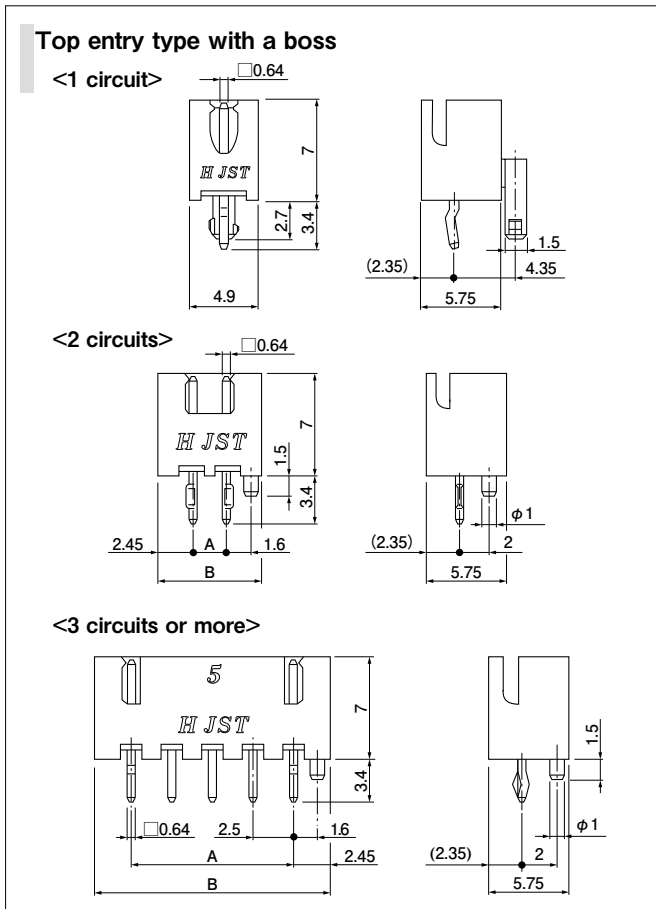 Top entry type with a boss
<1 circuit>
□0.64
H JST
7
2.7
3.4
4.9
1.5
(2.35)
4.35
5.75
<2 circuits>
□0.64
H JST
7
1.5
3.4
2.45
A
1.6
B
φ1
(2.35)
2
5.75
<3 circuits or more>
5
H JST
7
3.4
□0.64
2.5
1.6
A
2.45
B
1.5
φ1
(2.35)
2
5.75